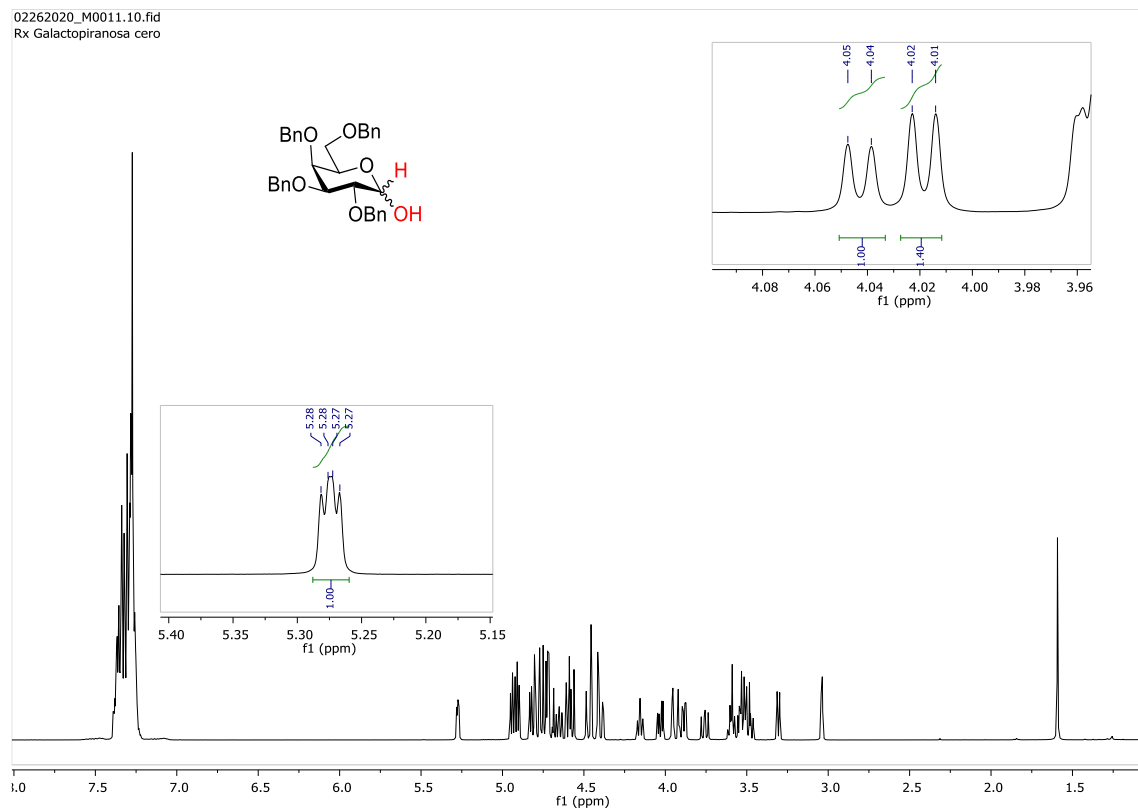 02262020_M0011.10.fid
Rx Galactopiranosa cero
BnO OBn
O H
BnO
OBn OH
4.05 4.04 4.02 4.01
1.00 1.40
4.08 4.06 4.04 4.02 4.00 3.98 3.96
f1 (ppm)
5.28 5.28 5.27 5.27
1.00
5.40 5.35 5.30 5.25 5.20 5.15
f1 (ppm)
3.0 7.5 7.0 6.5 6.0 5.5 5.0 4.5 4.0 3.5 3.0 2.5 2.0 1.5
f1 (ppm)